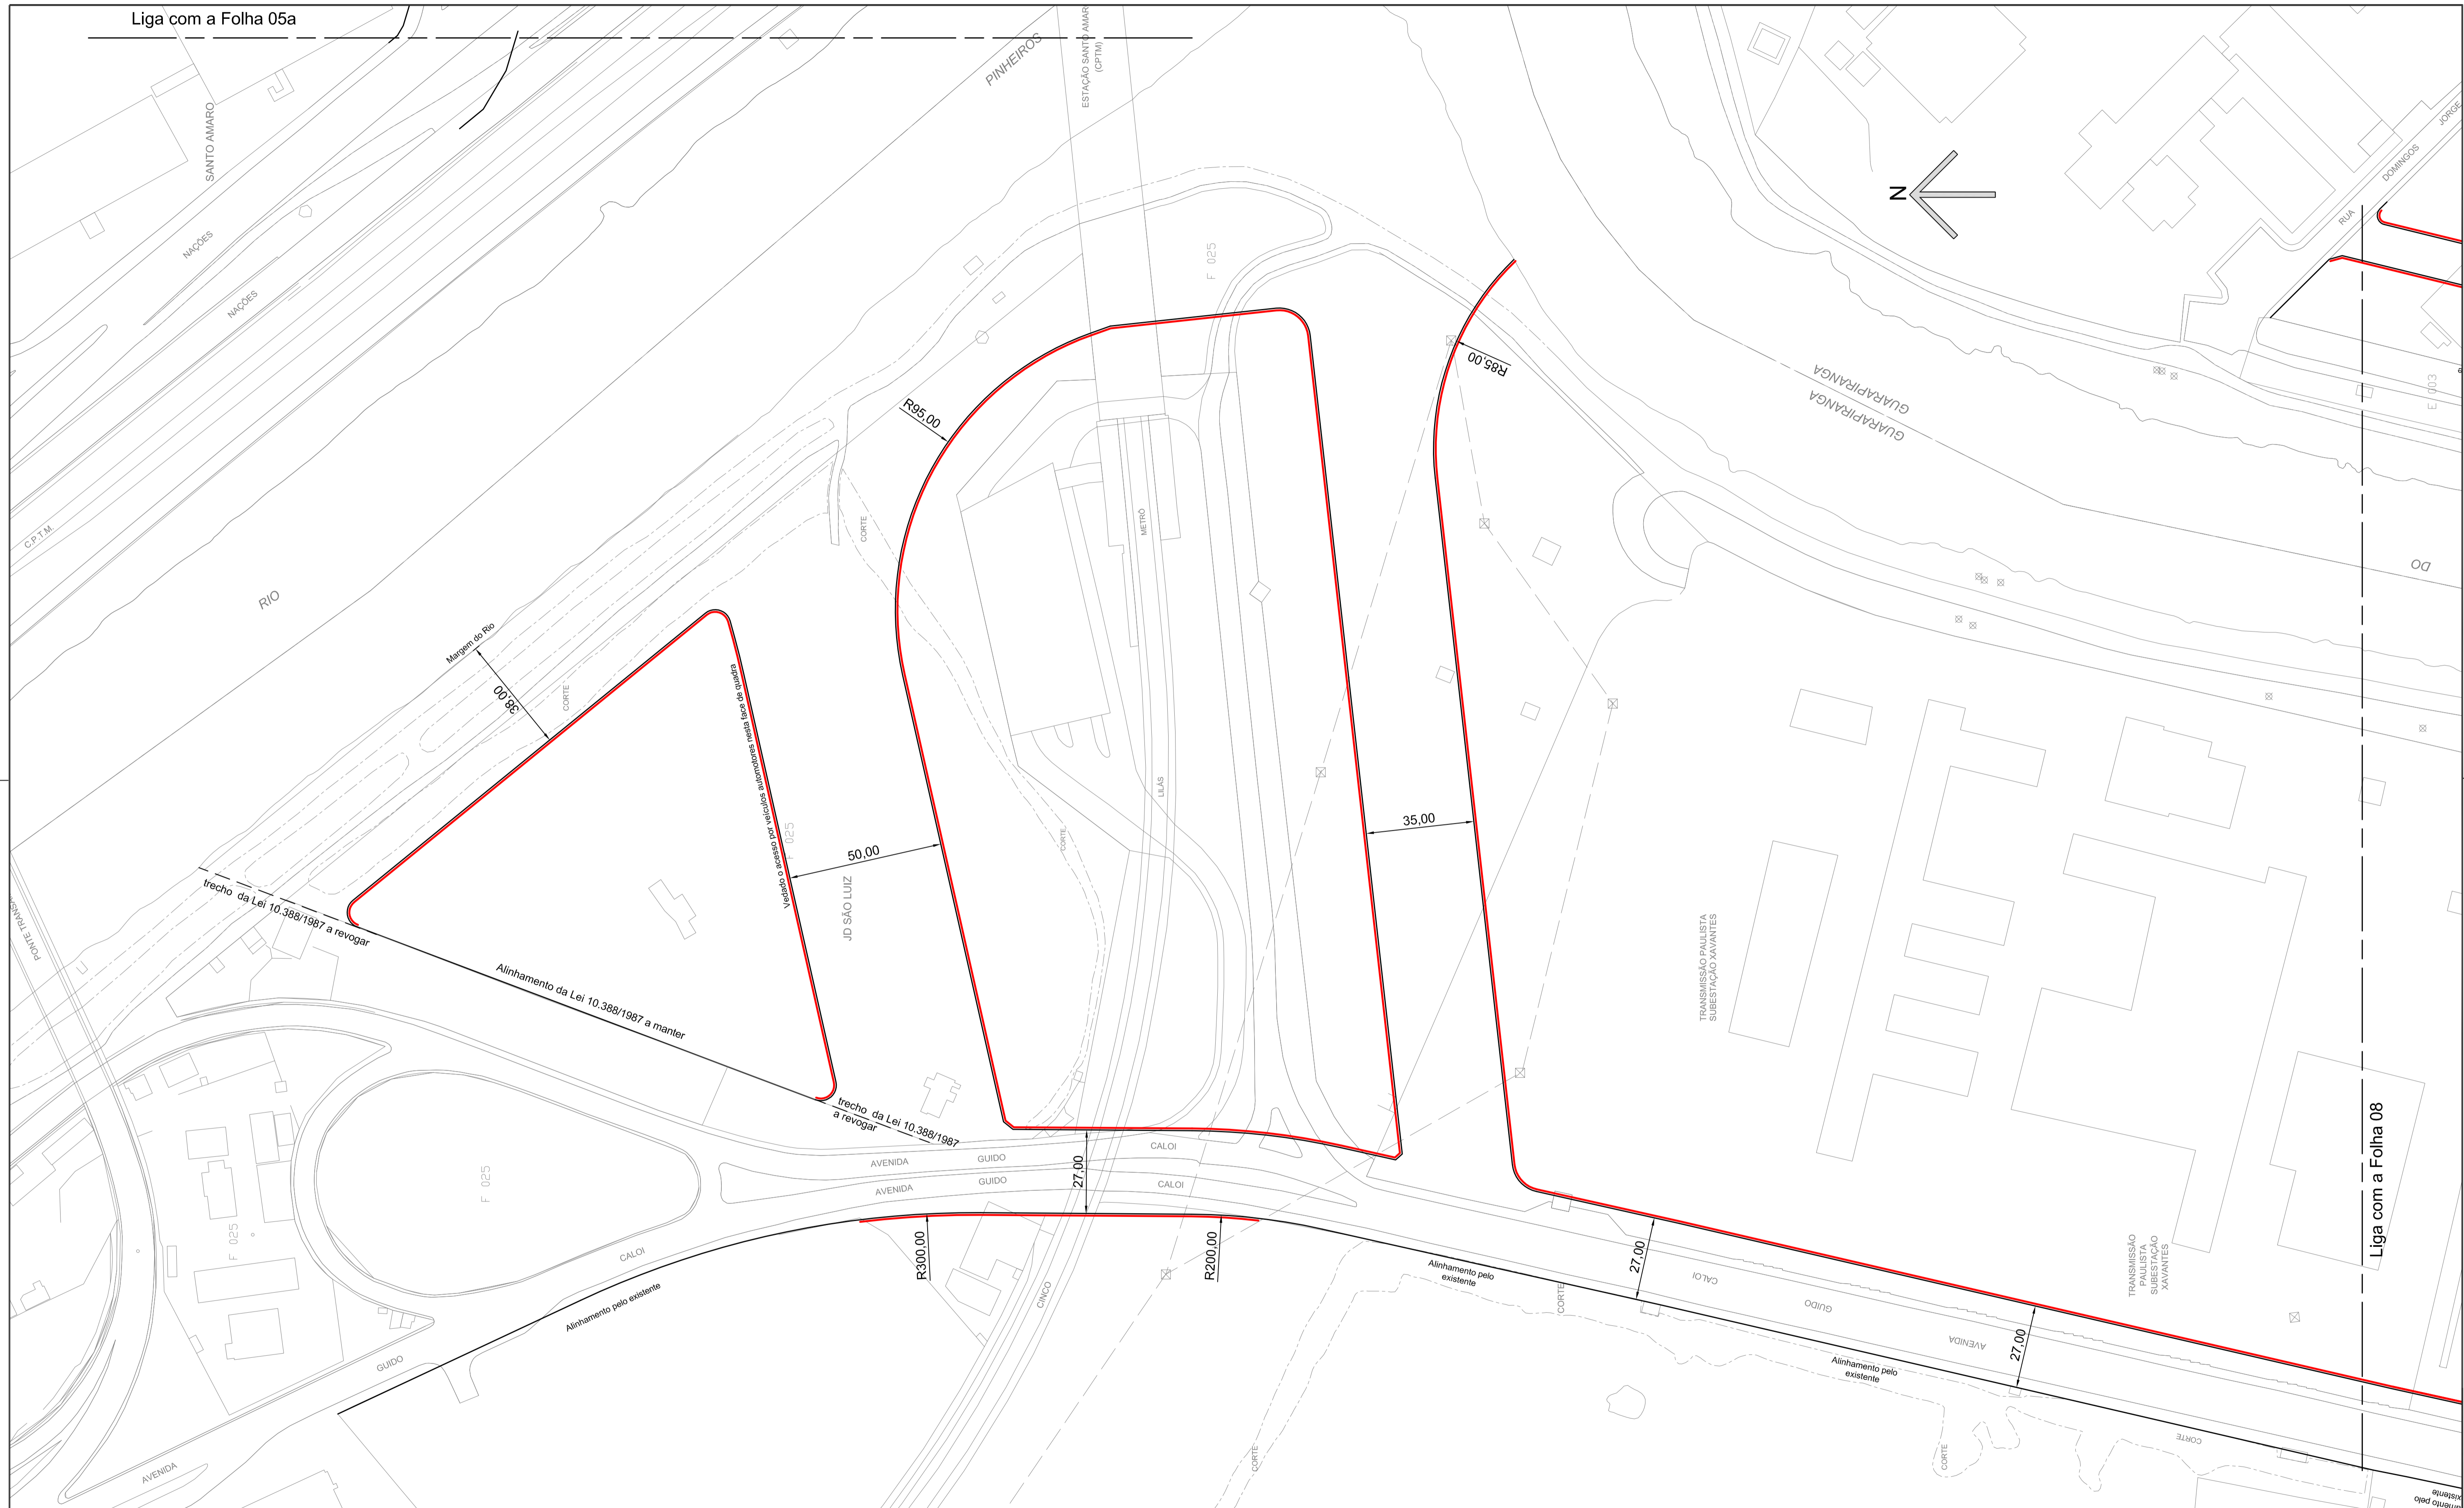 Liga com a Folha 05a
SANTO AMARO
NAÇÕES
NAÇÕES
C.P.T.M.
RIO
PINHEIROS
ESTAÇÃO SANTO AMAR
(CPTM)
F 025
N
RUA
DOMINGOS
JORGE
GUARAPIRANGA
GUARAPIRANGA
DO
F 003
R85,00
R95,00
CORTE
METRÔ
LILÁS
Margem do Rio
38,00
CORTE
Vedado o acesso por veículos automotores nesta face de quadra
F 025
50,00
35,00
CORTE
JD SÃO LUIZ
PONTE TRANSA
trecho da Lei 10.388/1987 a revogar
Alinhamento da Lei 10.388/1987 a manter
trecho da Lei 10.388/1987
a revogar
TRANSMISSÃO PAULISTA
SUBESTAÇÃO XAVANTES
AVENIDA GUIDO CALOI
AVENIDA GUIDO CALOI
27,00
F 025
F 025
R300,00
R200,00
CALOI
GUIDO
AVENIDA
Alinhamento pelo existente
CINCO
Alinhamento pelo
existente
27,00
CORTE
CALOI
GUIDO
AVENIDA
27,00
TRANSMISSÃO
PAULISTA
SUBESTAÇÃO
XAVANTES
Alinhamento pelo
existente
CORTE
CORTE
CORTE
Liga com a Folha 08